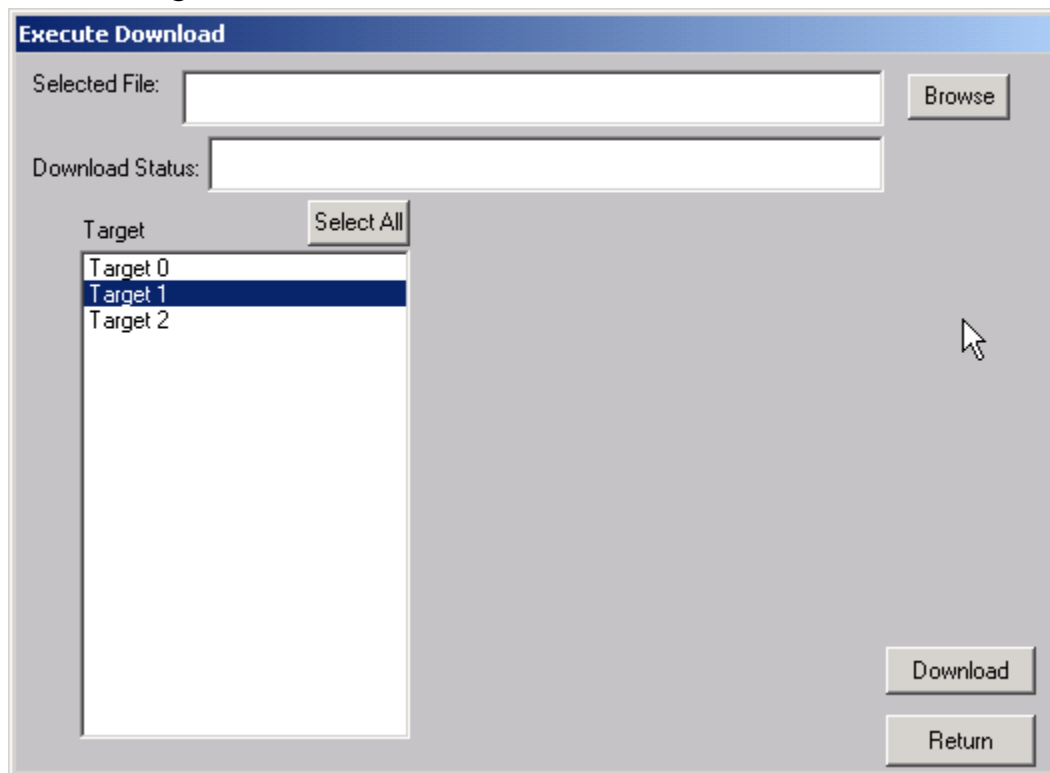 Execute Download
Selected File:
Browse
Download Status:
Target
Select All
Target 0
Target 1
Target 2
Download
Return